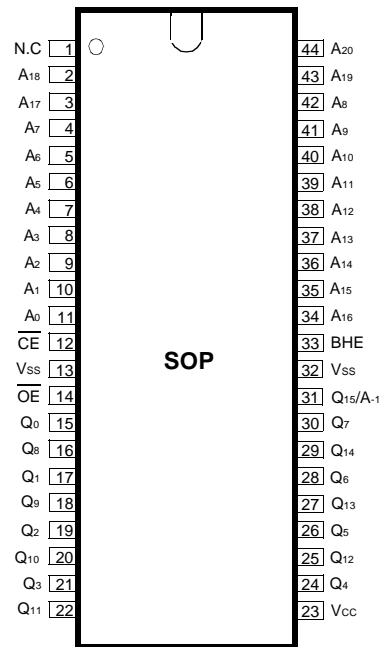 N.C 1 44 A20
A18 2 43 A19
A17 3 42 A8
A7 4 41 A9
A6 5 40 A10
A5 6 39 A11
A4 7 38 A12
A3 8 37 A13
A2 9 36 A14
A1 10 35 A15
A0 11 34 A16
C̅E̅ 12 33 BHE
VSS 13 32 VSS
O̅E̅ 14 31 Q15/A-1
Q0 15 30 Q7
Q8 16 29 Q14
Q1 17 28 Q6
Q9 18 27 Q13
Q2 19 26 Q5
Q10 20 25 Q12
Q3 21 24 Q4
Q11 22 23 VCC
SOP